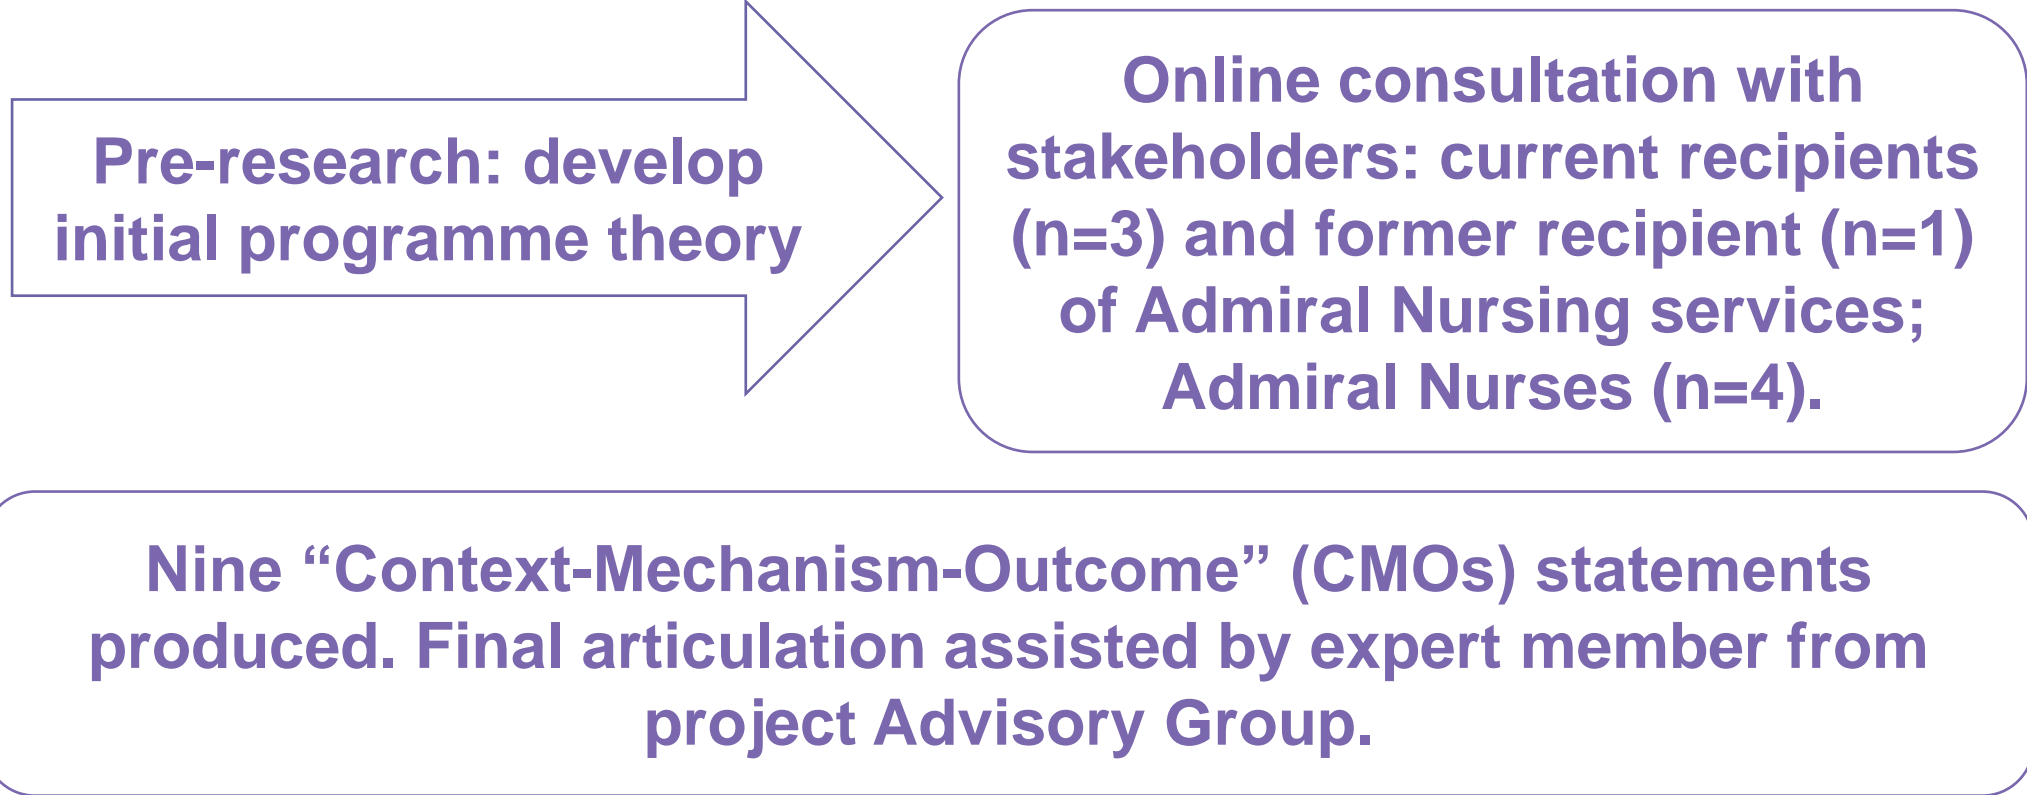 Pre-research: develop
initial programme theory
Online consultation with
stakeholders: current recipients
(n=3) and former recipient (n=1)
of Admiral Nursing services;
Admiral Nurses (n=4).
Nine “Context-Mechanism-Outcome” (CMOs) statements
produced. Final articulation assisted by expert member from
project Advisory Group.